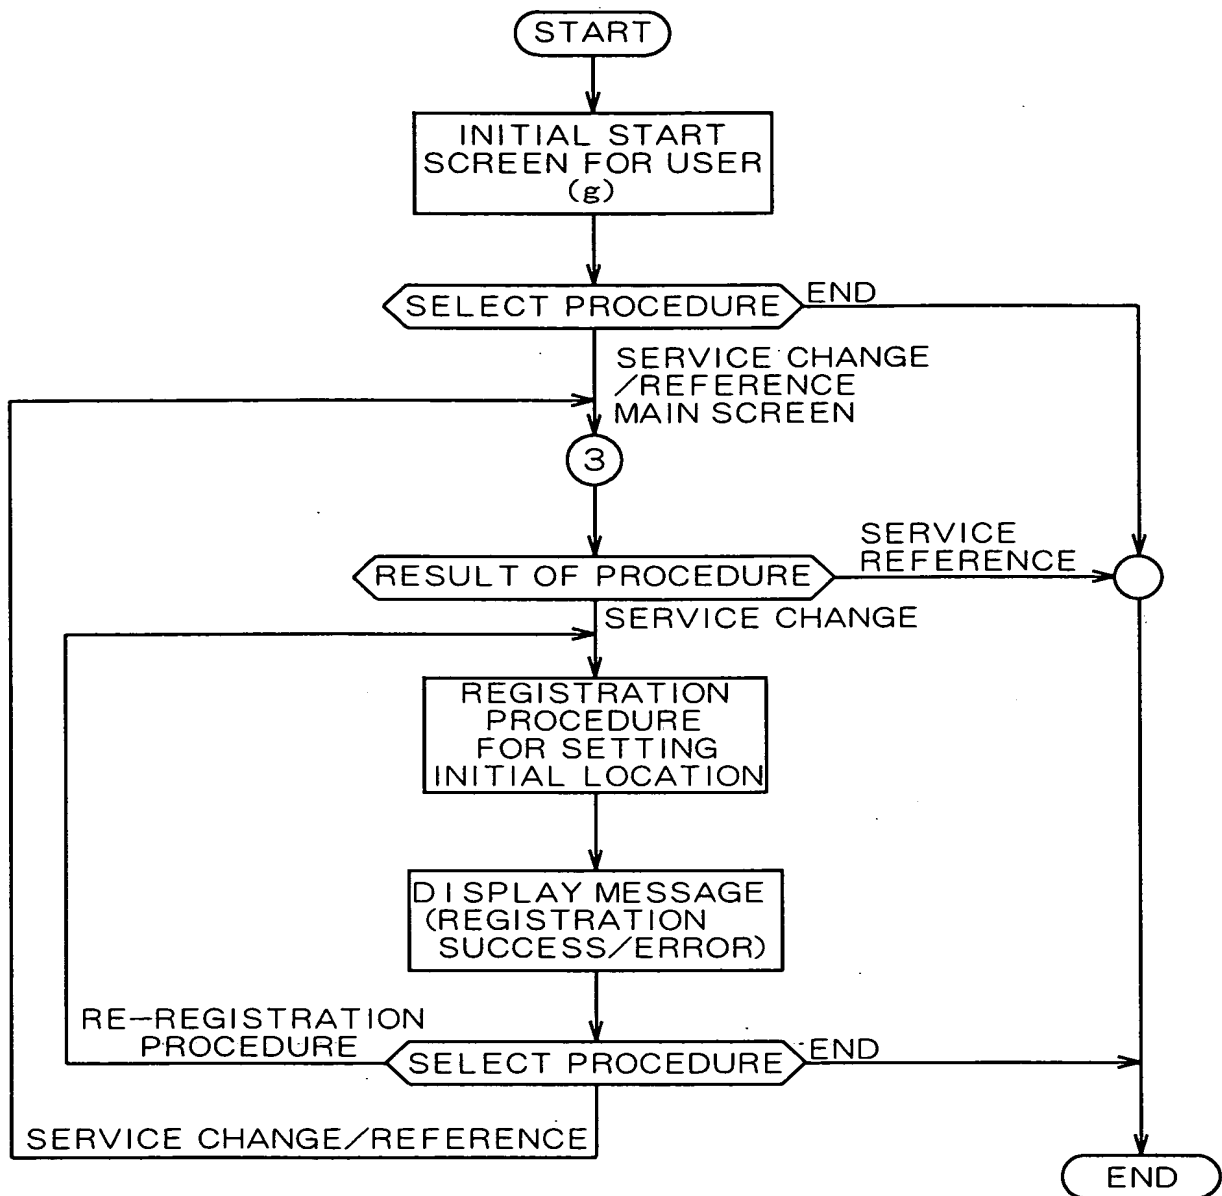 START
INITIAL START
SCREEN FOR USER
(g)
SELECT PROCEDURE
END
SERVICE CHANGE
/REFERENCE
MAIN SCREEN
3
RESULT OF PROCEDURE
SERVICE
REFERENCE
SERVICE CHANGE
REGISTRATION
PROCEDURE
FOR SETTING
INITIAL LOCATION
DISPLAY MESSAGE
(REGISTRATION
SUCCESS/ERROR)
RE-REGISTRATION
PROCEDURE
SELECT PROCEDURE
END
SERVICE CHANGE/REFERENCE
END